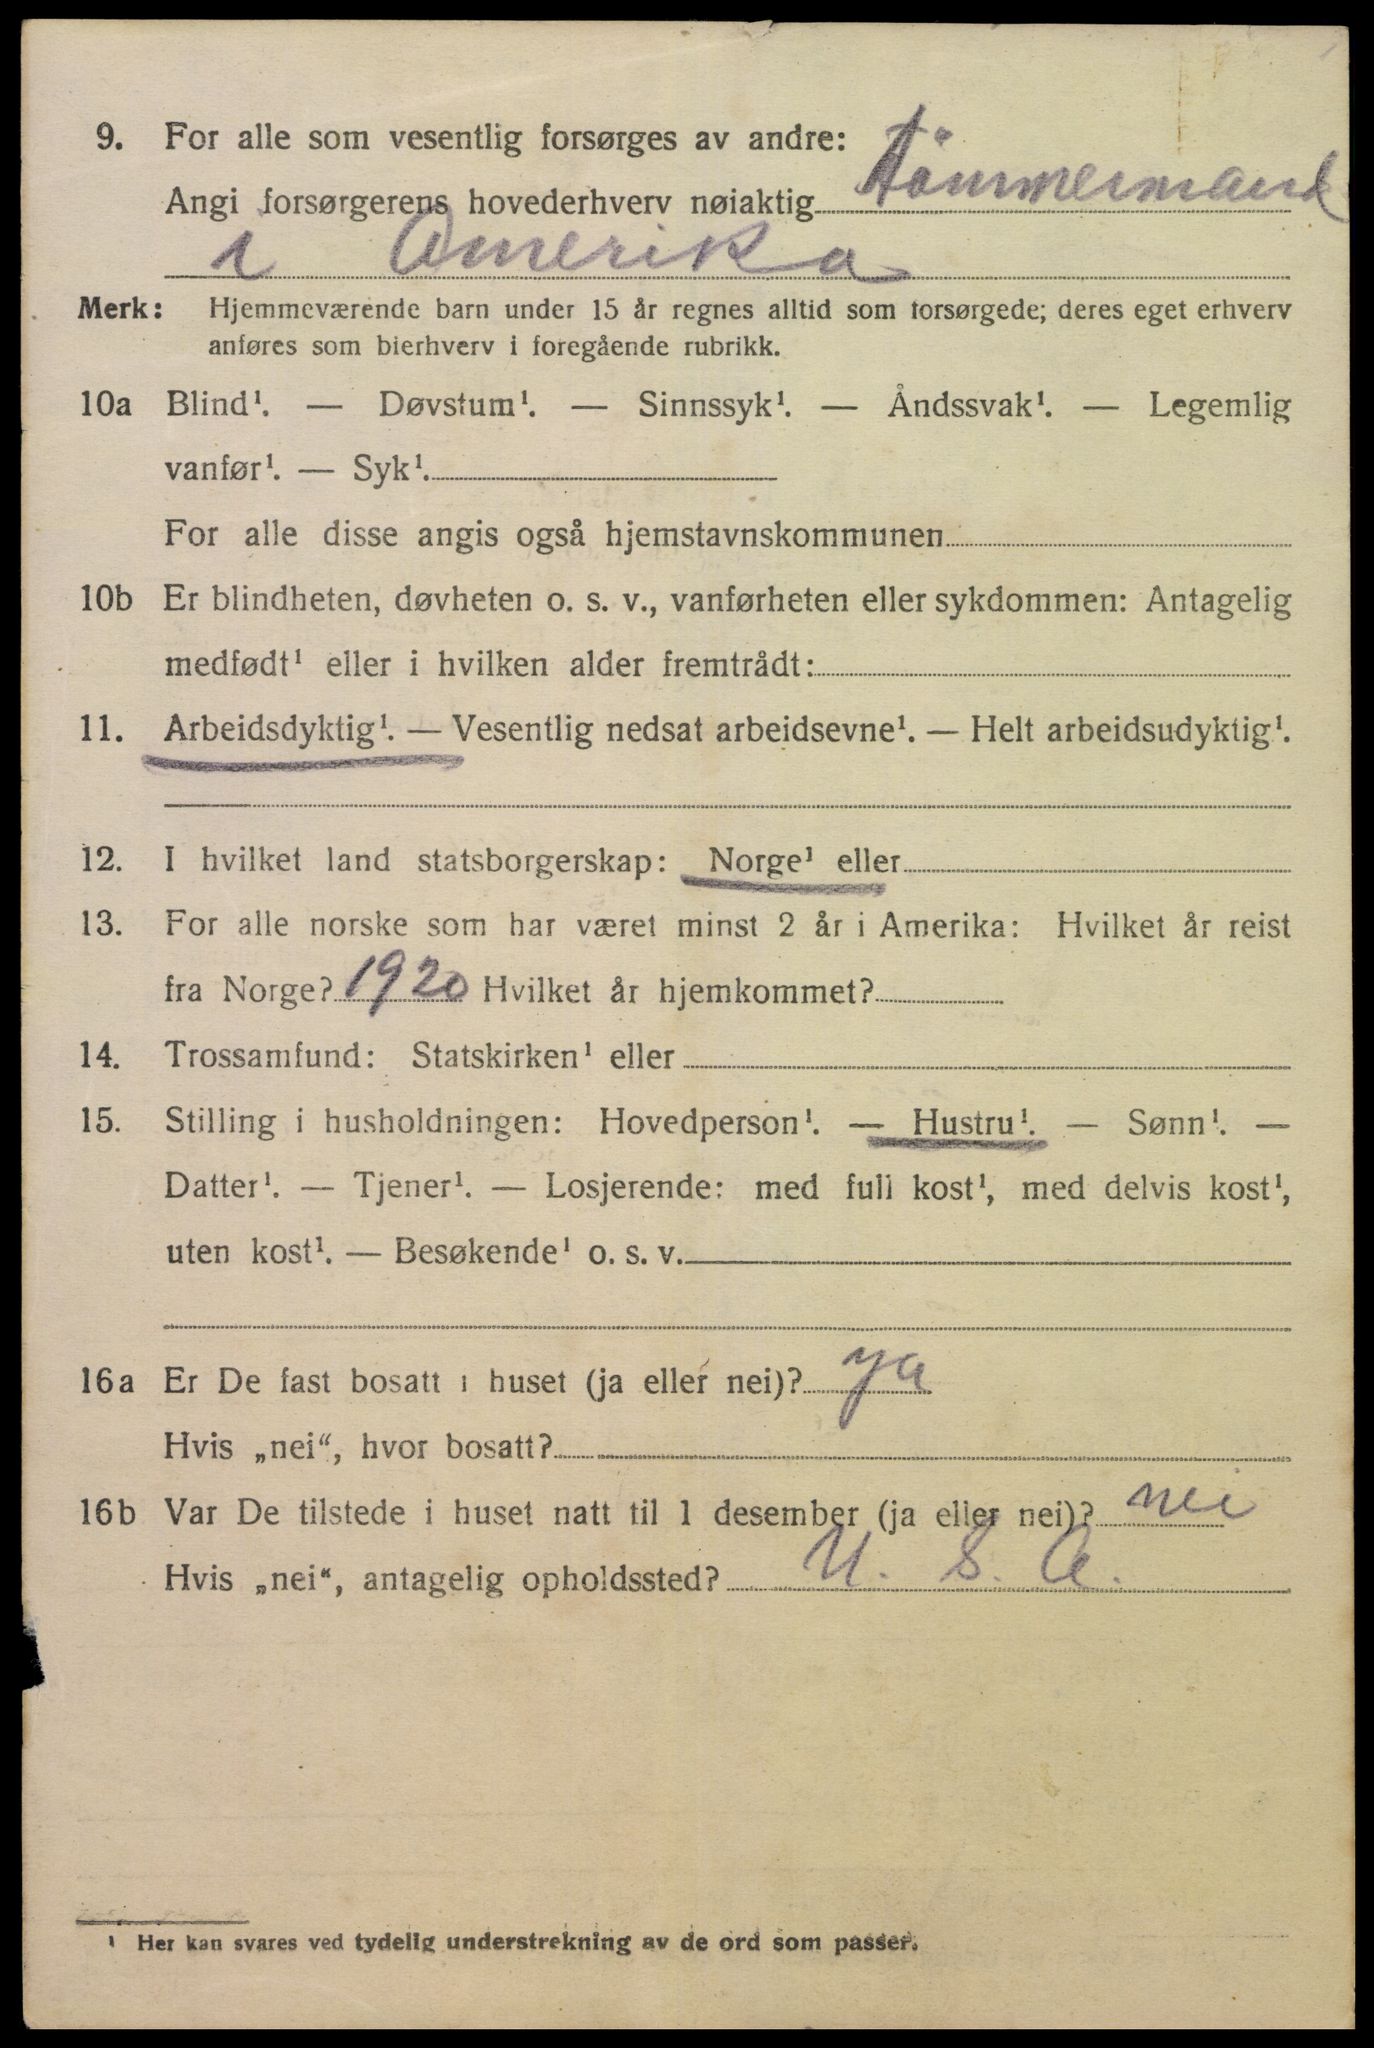 9. For alle som vesentlig forsørges av andre:
Angi forsørgerens hovederhverv nøiaktig Tömmermand
i Amerika
Merk: Hjemmeværende barn under 15 år regnes alltid som forsørgede; deres eget erhverv
anføres som bierhverv i foregående rubrikk.
10a Blind¹. — Døvstum¹. — Sinnssyk¹. — Åndssvak¹. — Legemlig
vanfør¹. — Syk¹.
For alle disse angis også hjemstavnskommunen
10b Er blindheten, døvheten o. s. v., vanførheten eller sykdommen: Antagelig
medfødt¹ eller i hvilken alder fremtrådt:
11. Arbeidsdyktig¹. — Vesentlig nedsat arbeidsevne¹. — Helt arbeidsudyktig¹.
12. I hvilket land statsborgerskap: Norge¹ eller
13. For alle norske som har været minst 2 år i Amerika: Hvilket år reist
fra Norge? 1920 Hvilket år hjemkommet?
14. Trossamfund: Statskirken¹ eller
15. Stilling i husholdningen: Hovedperson¹. — Hustru¹. — Sønn¹. —
Datter¹. — Tjener¹. — Losjerende: med full kost¹, med delvis kost¹,
uten kost¹. — Besøkende¹ o. s. v.
16a Er De fast bosatt i huset (ja eller nei)? ya
Hvis „nei“, hvor bosatt?
16b Var De tilstede i huset natt til 1 desember (ja eller nei)? nei
Hvis „nei“, antagelig opholdssted? U. S. A.
¹ Her kan svares ved tydelig understrekning av de ord som passer.